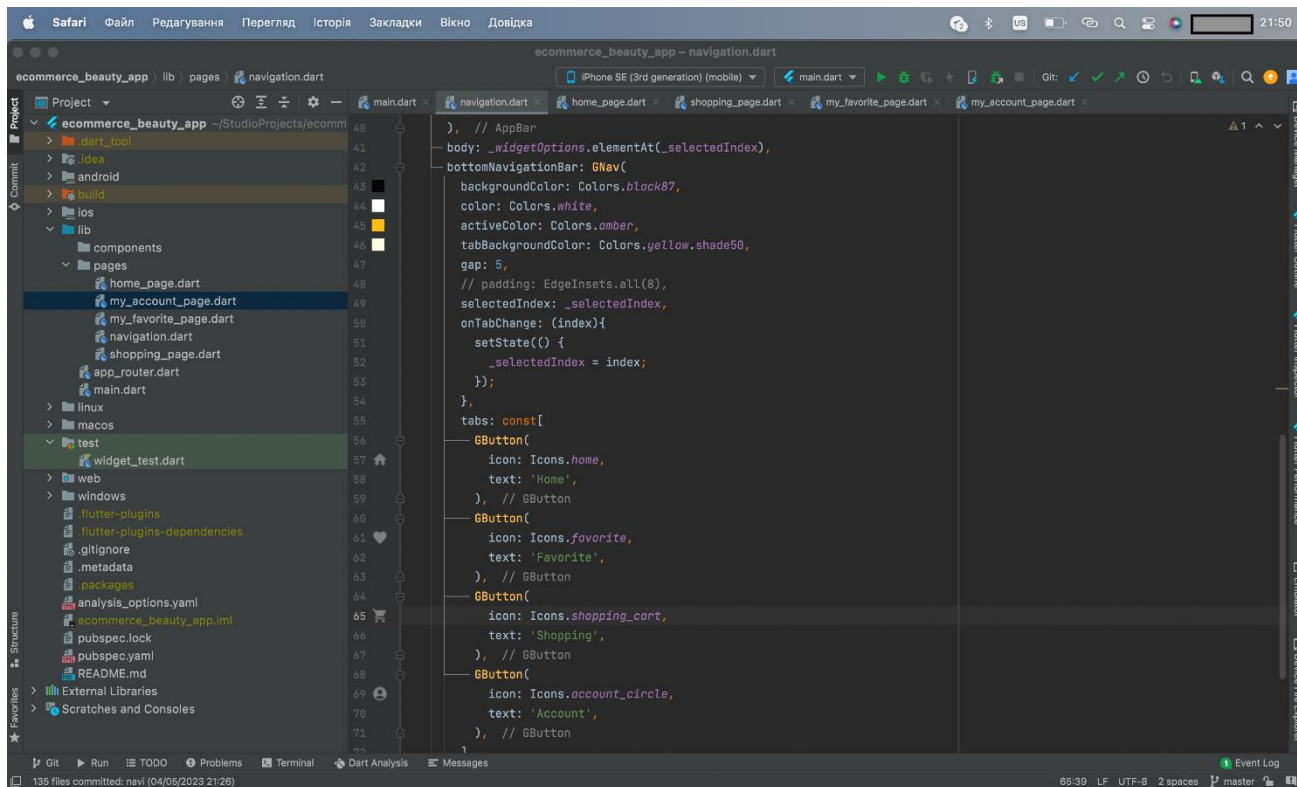 Safari Файл Редагування Перегляд Історія Закладки Вікно Довідка US 21:50
ecommerce_beauty_app – navigation.dart
ecommerce_beauty_app lib pages navigation.dart iPhone SE (3rd generation) (mobile) main.dart Git:
Project main.dart navigation.dart home_page.dart shopping_page.dart my_favorite_page.dart my_account_page.dart
Project
Commit
Structure
Favorites
ecommerce_beauty_app ~/StudioProjects/ecomm
.dart_tool
.idea
android
build
ios
lib
components
pages
home_page.dart
my_account_page.dart
my_favorite_page.dart
navigation.dart
shopping_page.dart
app_router.dart
main.dart
linux
macos
test
widget_test.dart
web
windows
.flutter-plugins
.flutter-plugins-dependencies
.gitignore
.metadata
.packages
analysis_options.yaml
ecommerce_beauty_app.iml
pubspec.lock
pubspec.yaml
README.md
External Libraries
Scratches and Consoles
40 ), // AppBar 1
41 body: _widgetOptions.elementAt(_selectedIndex),
42 bottomNavigationBar: GNav(
43 backgroundColor: Colors.black87,
44 color: Colors.white,
45 activeColor: Colors.amber,
46 tabBackgroundColor: Colors.yellow.shade50,
47 gap: 5,
48 // padding: EdgeInsets.all(8),
49 selectedIndex: _selectedIndex,
50 onTabChange: (index){
51 setState(() {
52 _selectedIndex = index;
53 });
54 },
55 tabs: const[
56 GButton(
57 icon: Icons.home,
58 text: 'Home',
59 ), // GButton
60 GButton(
61 icon: Icons.favorite,
62 text: 'Favorite',
63 ), // GButton
64 GButton(
65 icon: Icons.shopping_cart,
66 text: 'Shopping',
67 ), // GButton
68 GButton(
69 icon: Icons.account_circle,
70 text: 'Account',
71 ), // GButton
72 ]
Git Run TODO Problems Terminal Dart Analysis Messages 1 Event Log
135 files committed: navi (04/05/2023 21:26) 65:39 LF UTF-8 2 spaces master